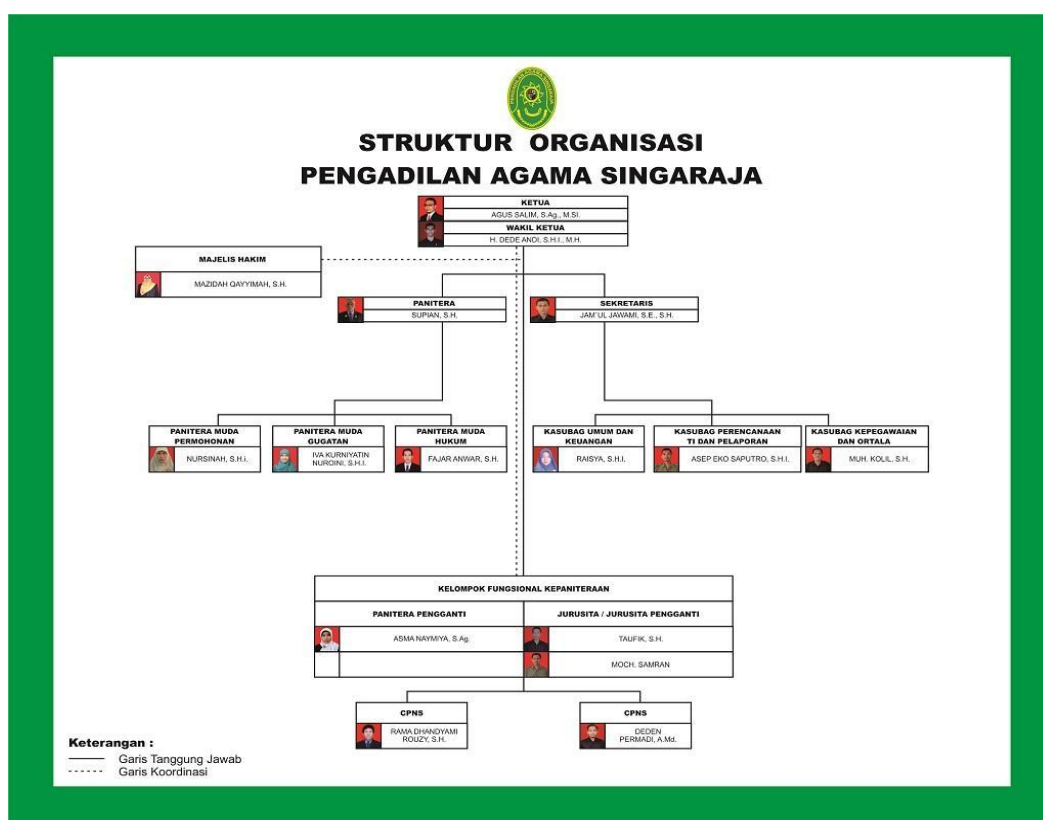 PENGADILAN AGAMA SINGARAJA
STRUKTUR ORGANISASI
PENGADILAN AGAMA SINGARAJA
KETUA
AGUS SALIM, S.Ag., M.SI.
WAKIL KETUA
H. DEDE ANDI, S.H.I., M.H.
MAJELIS HAKIM
MAZIDAH QAYYIMAH, S.H.
PANITERA
SUPIAN, S.H.
SEKRETARIS
JAM'UL JAWAMI, S.E., S.H.
PANITERA MUDA
PERMOHONAN
NURSINAH, S.H.i.
PANITERA MUDA
GUGATAN
IVA KURNIYATIN
NURDINI, S.H.I.
PANITERA MUDA
HUKUM
FAJAR ANWAR, S.H.
KASUBAG UMUM DAN
KEUANGAN
RAISYA, S.H.I.
KASUBAG PERENCANAAN
TI DAN PELAPORAN
ASEP EKO SAPUTRO, S.H.I.
KASUBAG KEPEGAWAIAN
DAN ORTALA
MUH. KOLIL, S.H.
KELOMPOK FUNGSIONAL KEPANITERAAN
PANITERA PENGGANTI
JURUSITA / JURUSITA PENGGANTI
ASMA NAYMIYA, S.Ag.
TAUFIK, S.H.
MOCH. SAMRAN
CPNS
RAMA DHANDYAMI
ROUZY, S.H.
CPNS
DEDEN
PERMADI, A.Md.
Keterangan :
Garis Tanggung Jawab
Garis Koordinasi